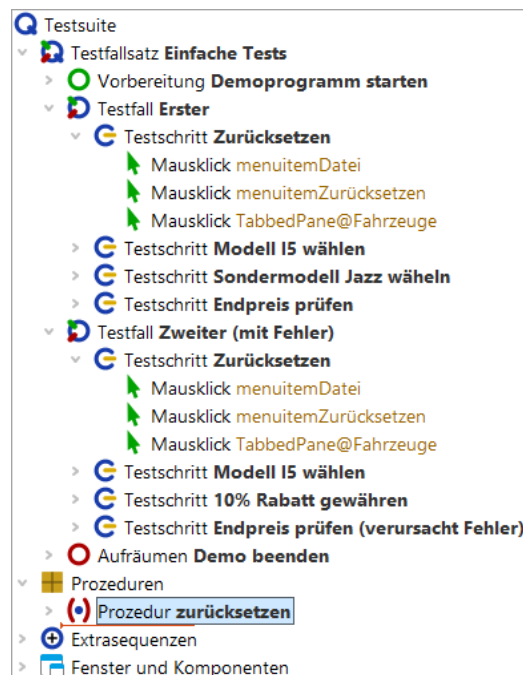 Testsuite
Testfallsatz Einfache Tests
Vorbereitung Demoprogramm starten
Testfall Erster
Testschritt Zurücksetzen
Mausklick menuitemDatei
Mausklick menuitemZurücksetzen
Mausklick TabbedPane@Fahrzeuge
Testschritt Modell I5 wählen
Testschritt Sondermodell Jazz wäheln
Testschritt Endpreis prüfen
Testfall Zweiter (mit Fehler)
Testschritt Zurücksetzen
Mausklick menuitemDatei
Mausklick menuitemZurücksetzen
Mausklick TabbedPane@Fahrzeuge
Testschritt Modell I5 wählen
Testschritt 10% Rabatt gewähren
Testschritt Endpreis prüfen (verursacht Fehler)
Aufräumen Demo beenden
Prozeduren
Prozedur zurücksetzen
Extrasequenzen
Fenster und Komponenten